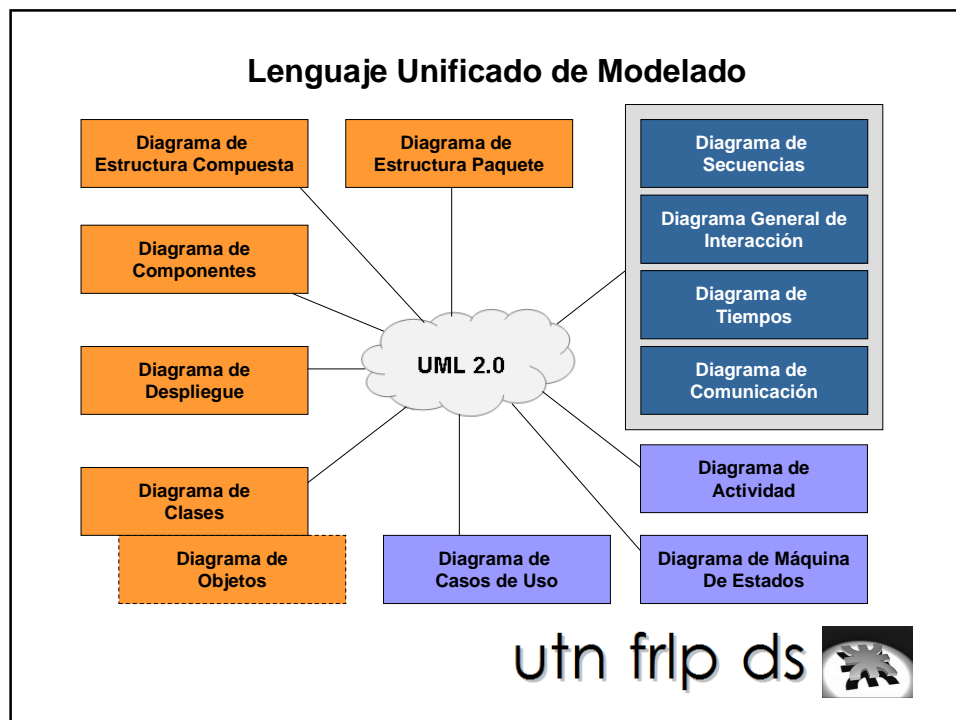 Lenguaje Unificado de Modelado
Diagrama de
Estructura Compuesta
Diagrama de
Estructura Paquete
Diagrama de
Secuencias
Diagrama General de
Interacción
Diagrama de
Componentes
Diagrama de
Tiempos
UML 2.0
Diagrama de
Despliegue
Diagrama de
Comunicación
Diagrama de
Actividad
Diagrama de
Clases
Diagrama de
Objetos
Diagrama de
Casos de Uso
Diagrama de Máquina
De Estados
utn frlp ds